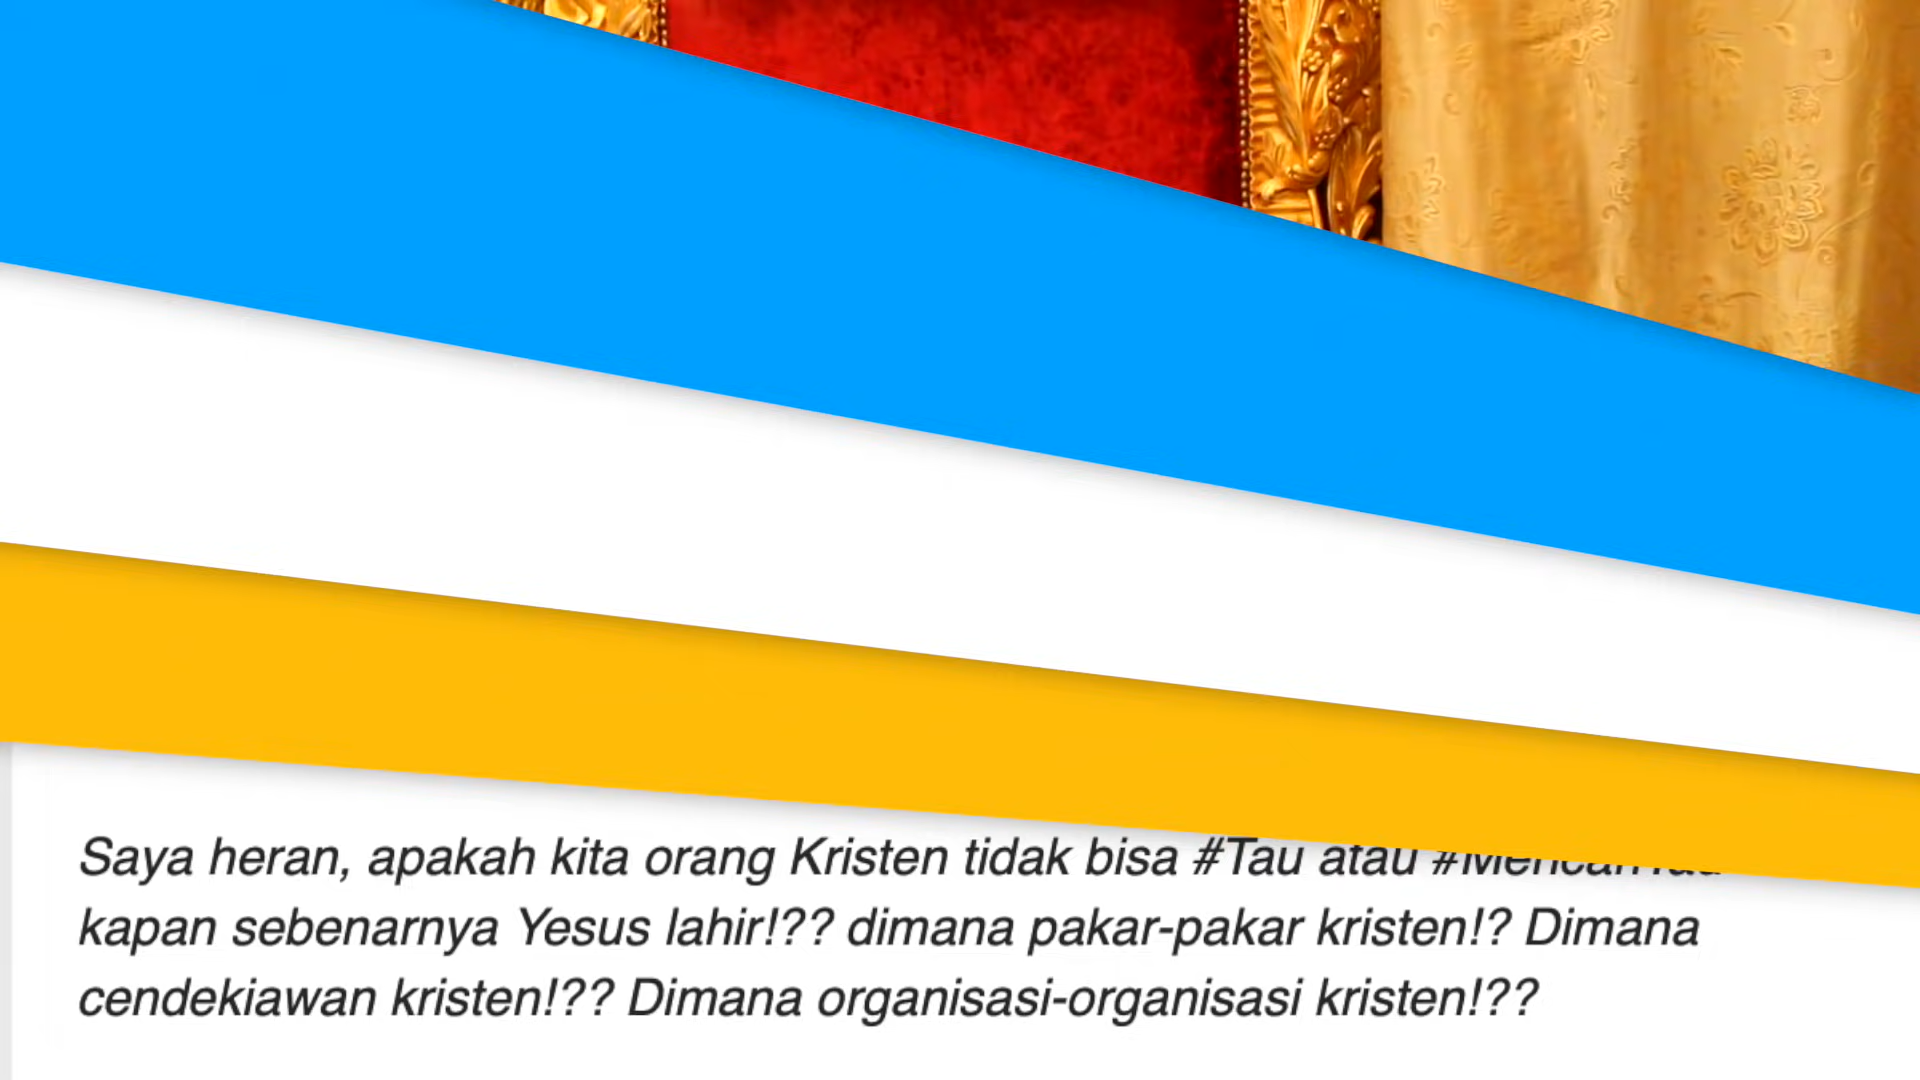 Saya heran, apakah kita orang Kristen tidak bisa #Tau atau
kapan sebenarnya Yesus lahir!?? dimana pakar-pakar kristen!? Dimana
cendekiawan kristen!?? Dimana organisasi-organisasi kristen!??